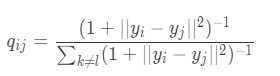 q_{ij} = \frac{(1 + ||y_i - y_j||^2)^{-1}}{\sum_{k \neq l}(1 + ||y_i - y_j||^2)^{-1}}